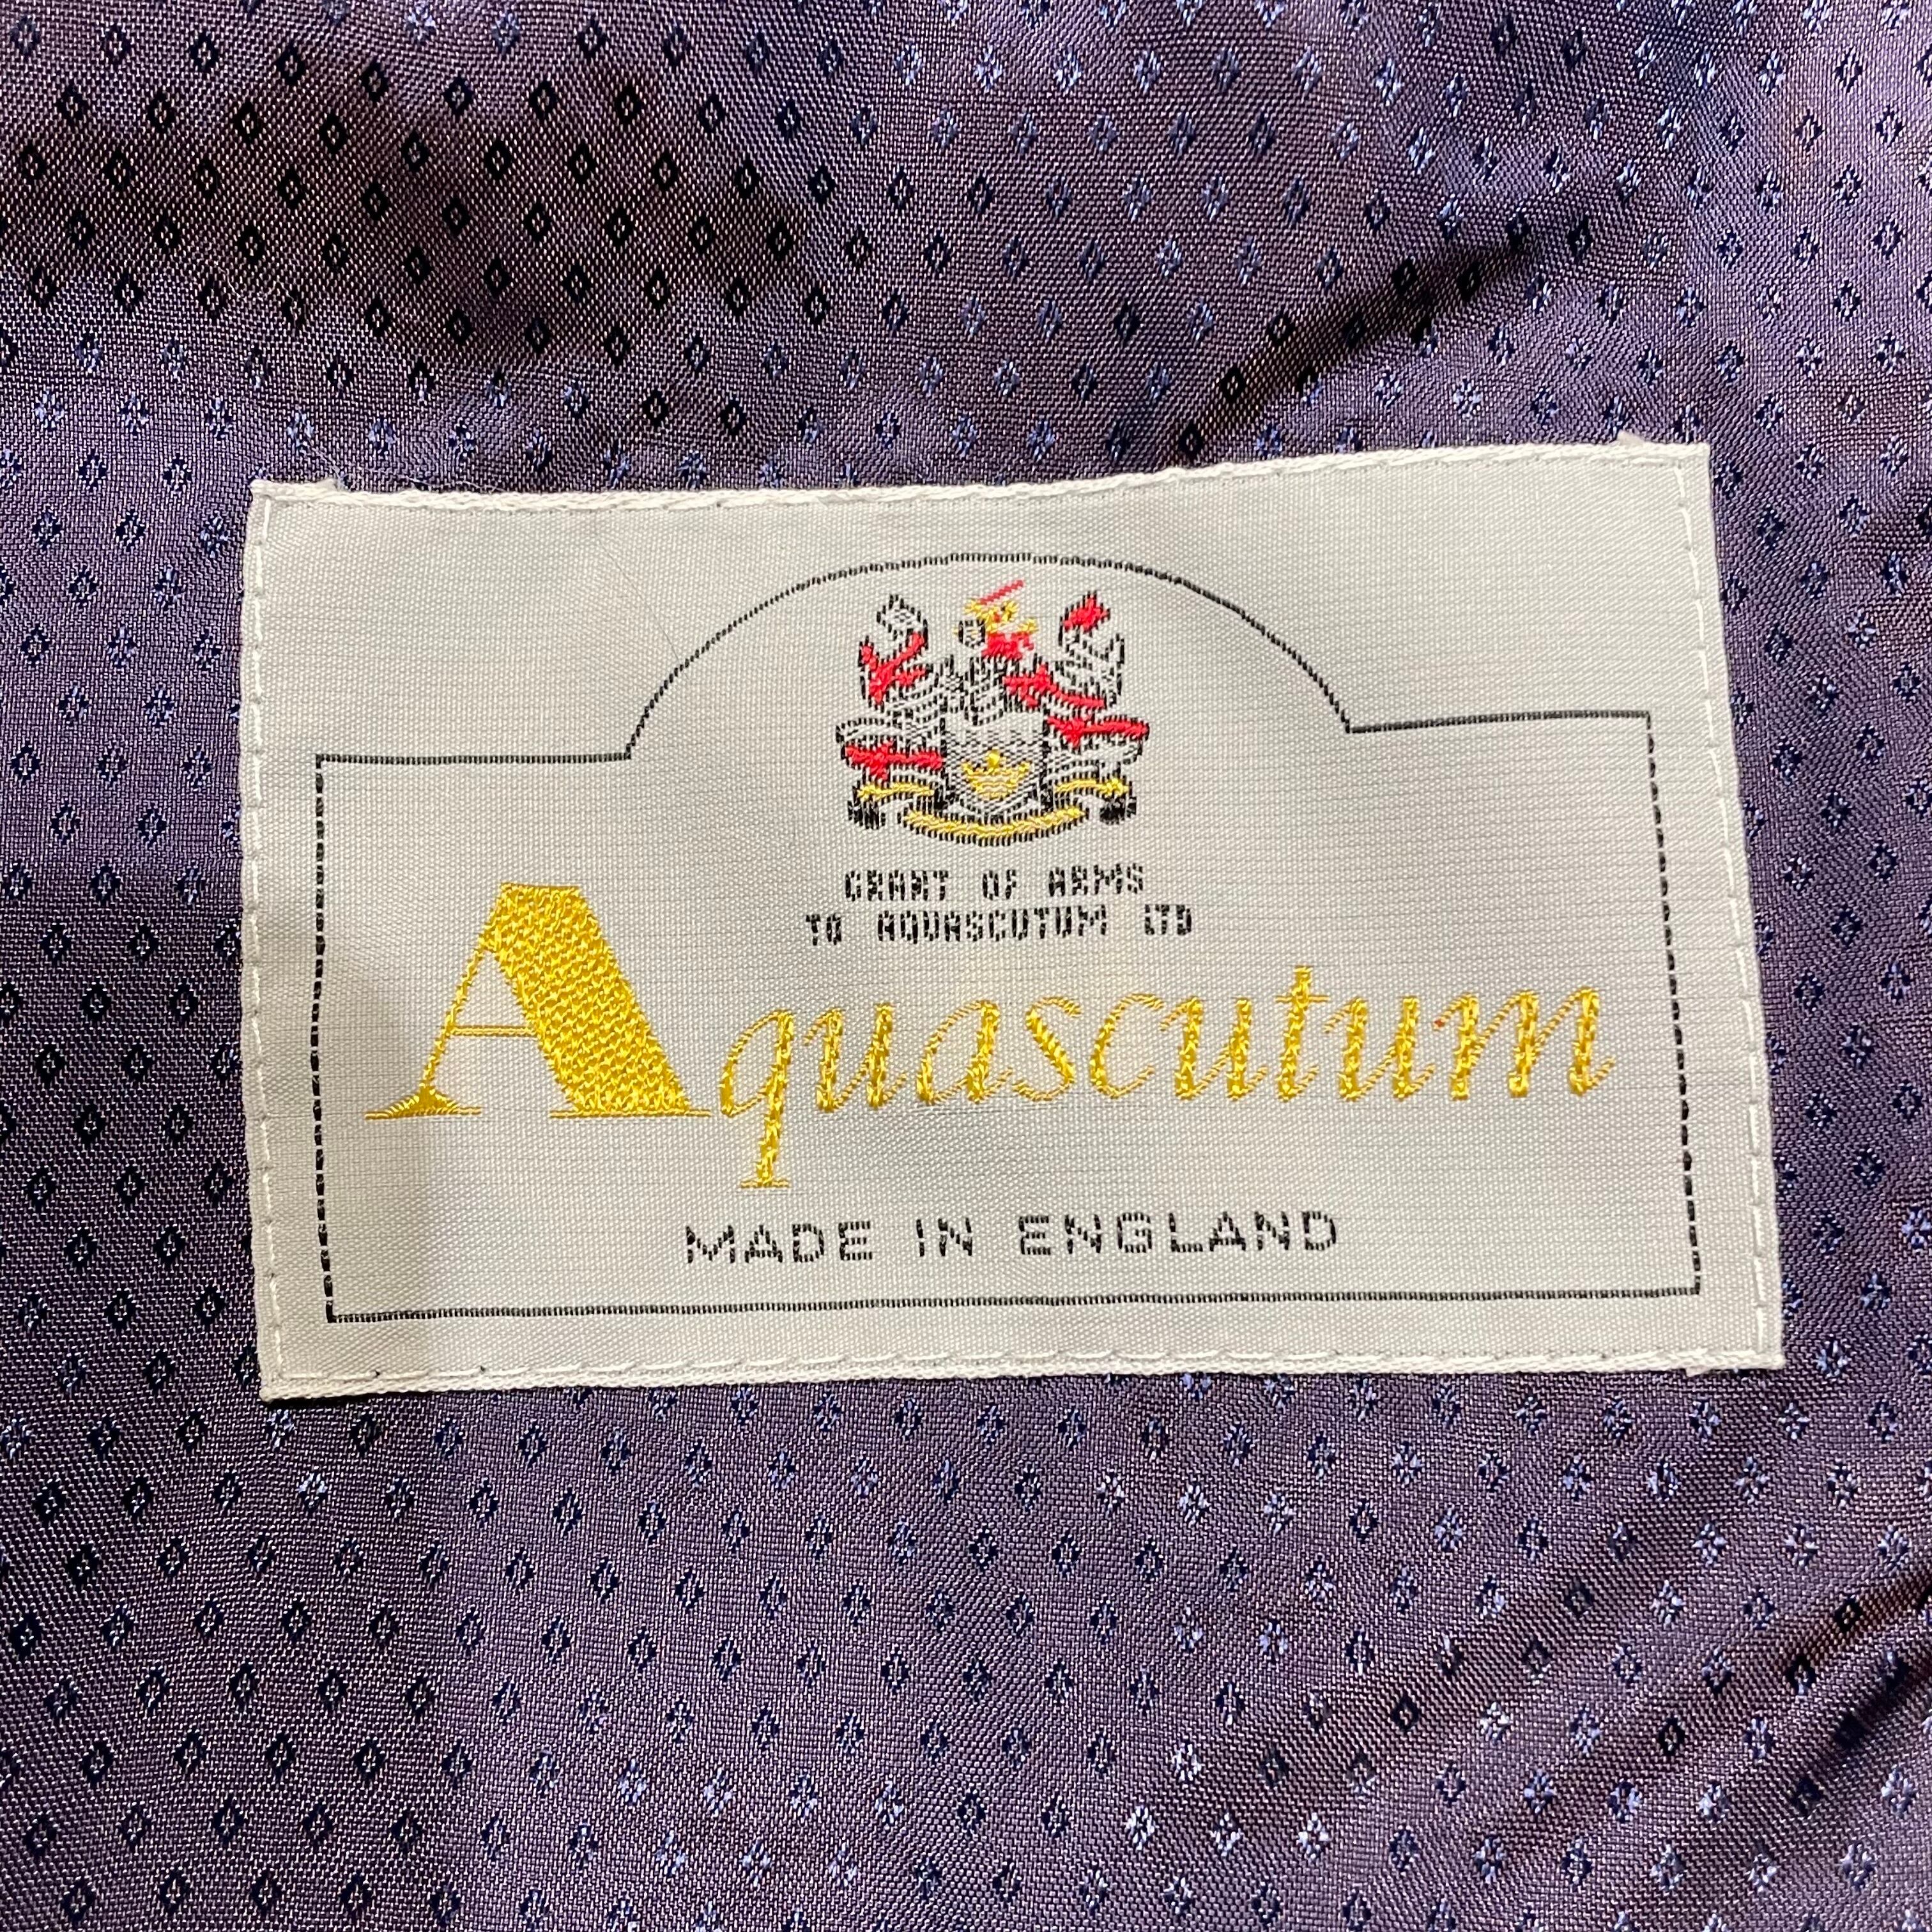 GRANT OF ARMS
TO AQUASCUTUM LTD
Aquascutum
MADE IN ENGLAND